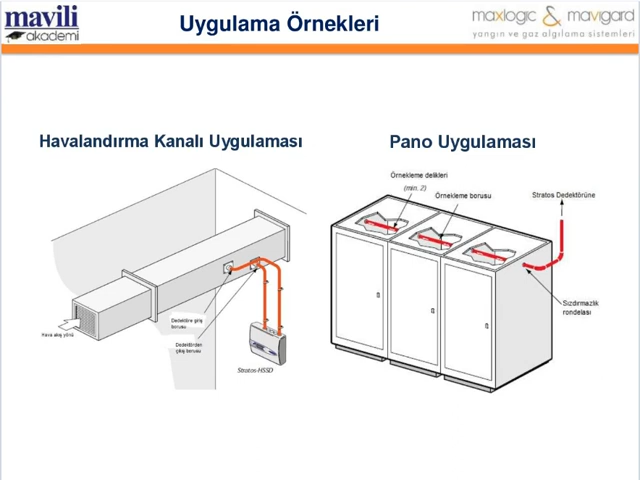 mavili
akademi
Uygulama Örnekleri
maxlogic & mavigard
yangın ve gaz algılama sistemleri
Havalandırma Kanalı Uygulaması
Pano Uygulaması
Örnekleme delikleri
(min. 2)
Örnekleme borusu
Stratos Dedektörüne
Sızdırmazlık
rondelası
Hava akış yönü
Dedektöre giriş
borusu
Dedektörden
çıkış borusu
Stratos-HSSD